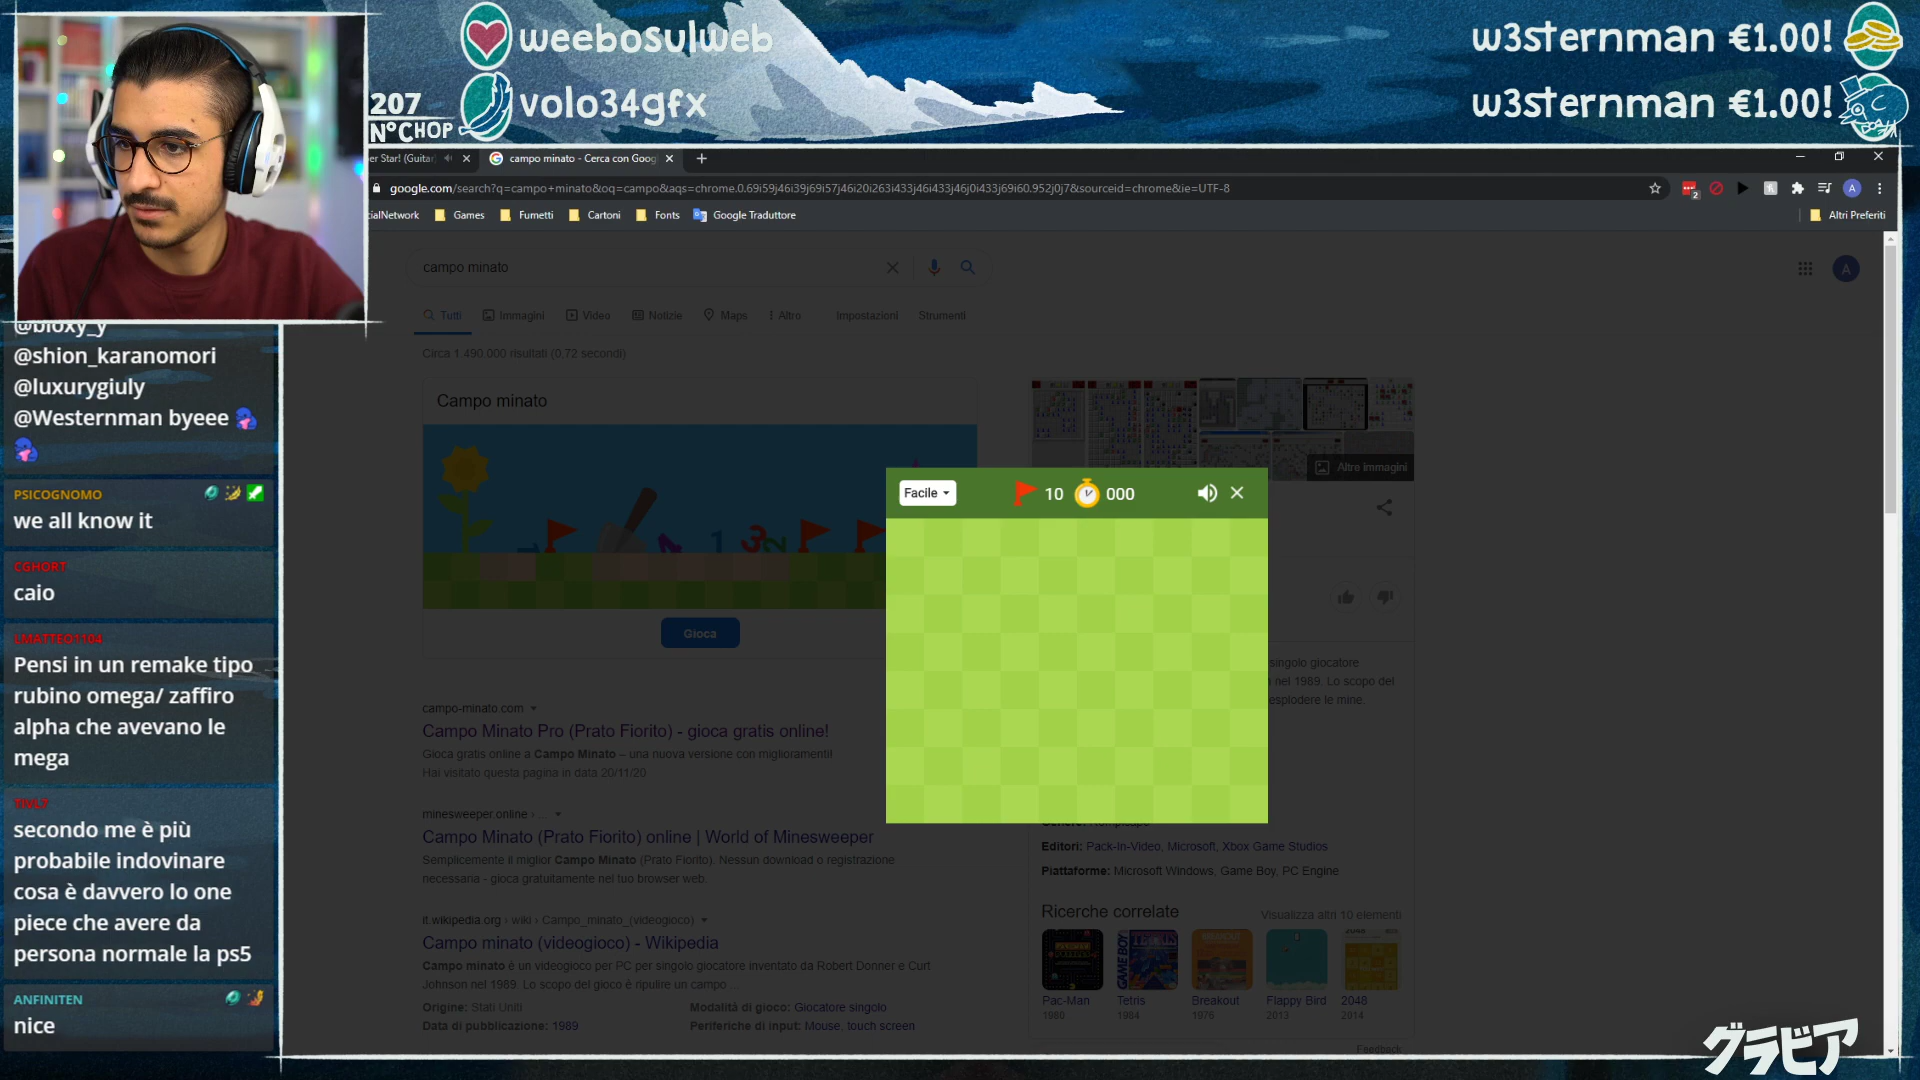 weebosulweb
volo34gfx
w3sternman €1.00!
w3sternman €1.00!
207
N°CHOP
er Star! (Guitar
campo minato - Cerca con Goog
google.com/search?q=campo+minato&oq=campo&aqs=chrome.0.69i59j46i39j69i57j46i20i263i433j46i433j46j0i433j69i60.952j0j7&sourceid=chrome&ie=UTF-8
cialNetwork
Games
Fumetti
Cartoni
Fonts
Google Traduttore
Altri Preferiti
campo minato
Tutti
Immagini
Video
Notizie
Maps
Altro
Impostazioni
Strumenti
Circa 1.490.000 risultati (0,72 secondi)
Campo minato
Gioca
Facile
10
000
Altre immagini
campo-minato.com
Campo Minato Pro (Prato Fiorito) - gioca gratis online!
Gioca gratis online a Campo Minato – una nuova versione con miglioramenti!
Hai visitato questa pagina in data 20/11/20
minesweeper.online
Campo Minato (Prato Fiorito) online | World of Minesweeper
Semplicemente il miglior Campo Minato (Prato Fiorito). Nessun download o registrazione
necessaria - gioca gratuitamente nel tuo browser web.
it.wikipedia.org › wiki › Campo_minato_(videogioco)
Campo minato (videogioco) - Wikipedia
Campo minato è un videogioco per PC per singolo giocatore inventato da Robert Donner e Curt
Johnson nel 1989. Lo scopo del gioco è ripulire un campo ...
Origine: Stati Uniti
Modalità di gioco: Giocatore singolo
Data di pubblicazione: 1989
Periferiche di input: Mouse, touch screen
singolo giocatore
nel 1989. Lo scopo del
esplodere le mine.
Editori: Pack-In-Video, Microsoft, Xbox Game Studios
Piattaforme: Microsoft Windows, Game Boy, PC Engine
Ricerche correlate
Visualizza altri 10 elementi
Pac-Man
1980
Tetris
1984
Breakout
1976
Flappy Bird
2013
2048
2014
Feedback
@bloxy_y
@shion_karanomori
@luxurygiuly
@Westernman byeee
PSICOGNOMO
we all know it
CGHORT
caio
LMATTEO1104
Pensi in un remake tipo
rubino omega/ zaffiro
alpha che avevano le
mega
secondo me è più
probabile indovinare
cosa è davvero lo one
piece che avere da
persona normale la ps5
ANFINITEN
nice
グラビア